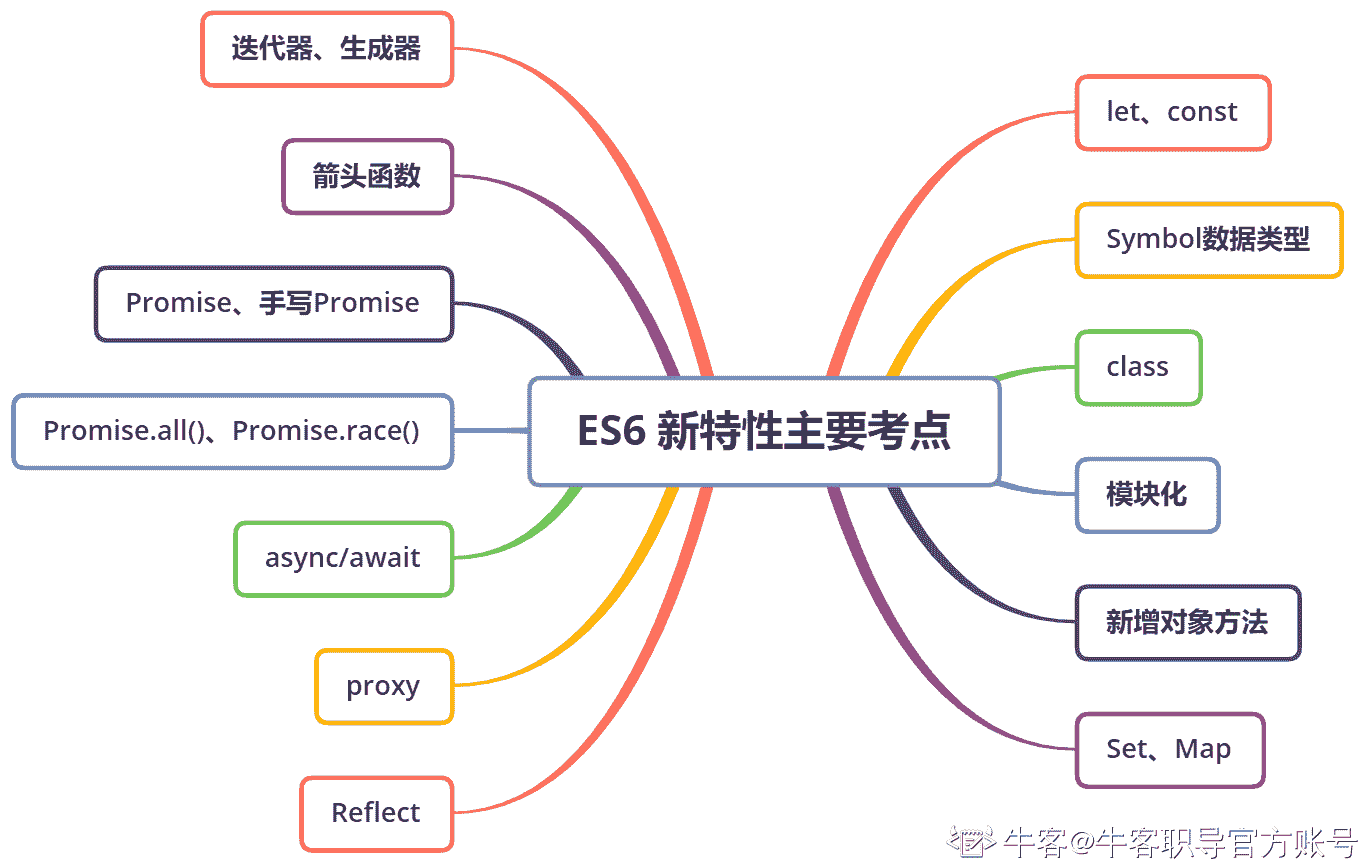 迭代器、生成器
箭头函数
Promise、手写Promise
Promise.all()、Promise.race()
async/await
proxy
Reflect
ES6 新特性主要考点
let、const
Symbol数据类型
class
模块化
新增对象方法
Set、Map
牛客@牛客职导官方账号